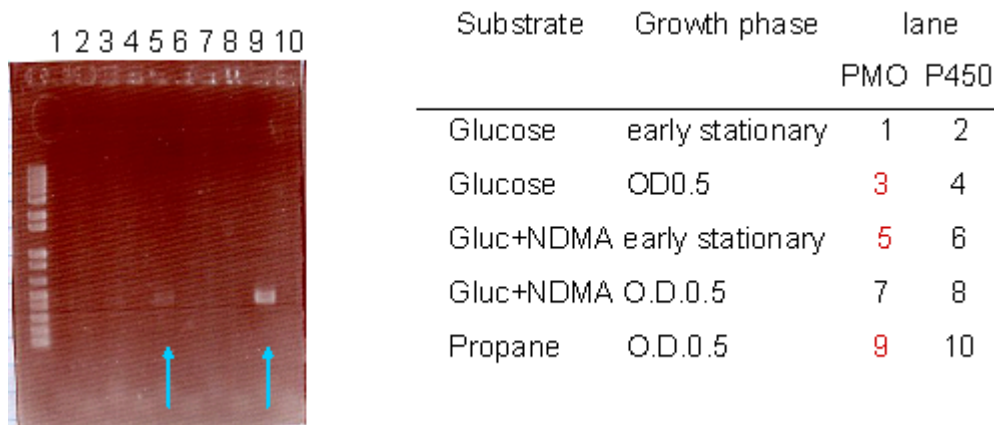 1 2 3 4 5 6 7 8 9 10
Substrate Growth phase lane
PMO P450
Glucose early stationary 1 2
Glucose OD0.5 3 4
Gluc+NDMA early stationary 5 6
Gluc+NDMA O.D.0.5 7 8
Propane O.D.0.5 9 10